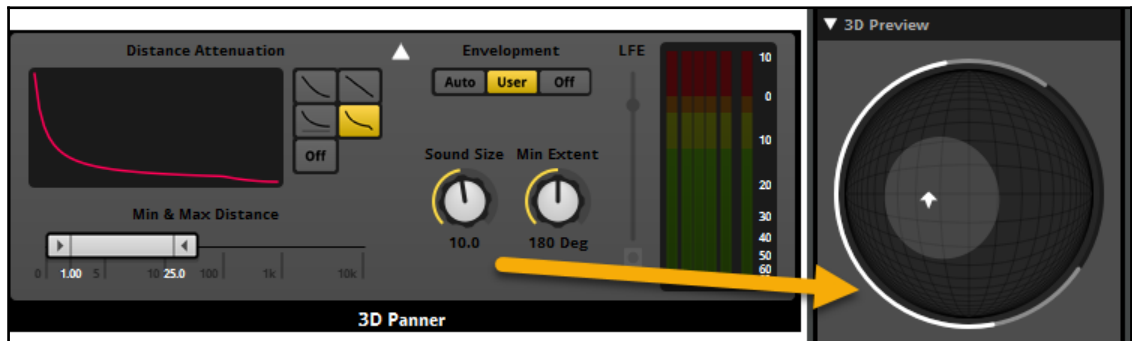 Distance Attenuation
Off
Min & Max Distance
0 1.00 5 10 25.0 100 1k 10k
Envelopment
Auto User Off
Sound Size Min Extent
10.0 180 Deg
LFE
10
0
10
20
30
40
50
60
3D Panner
3D Preview